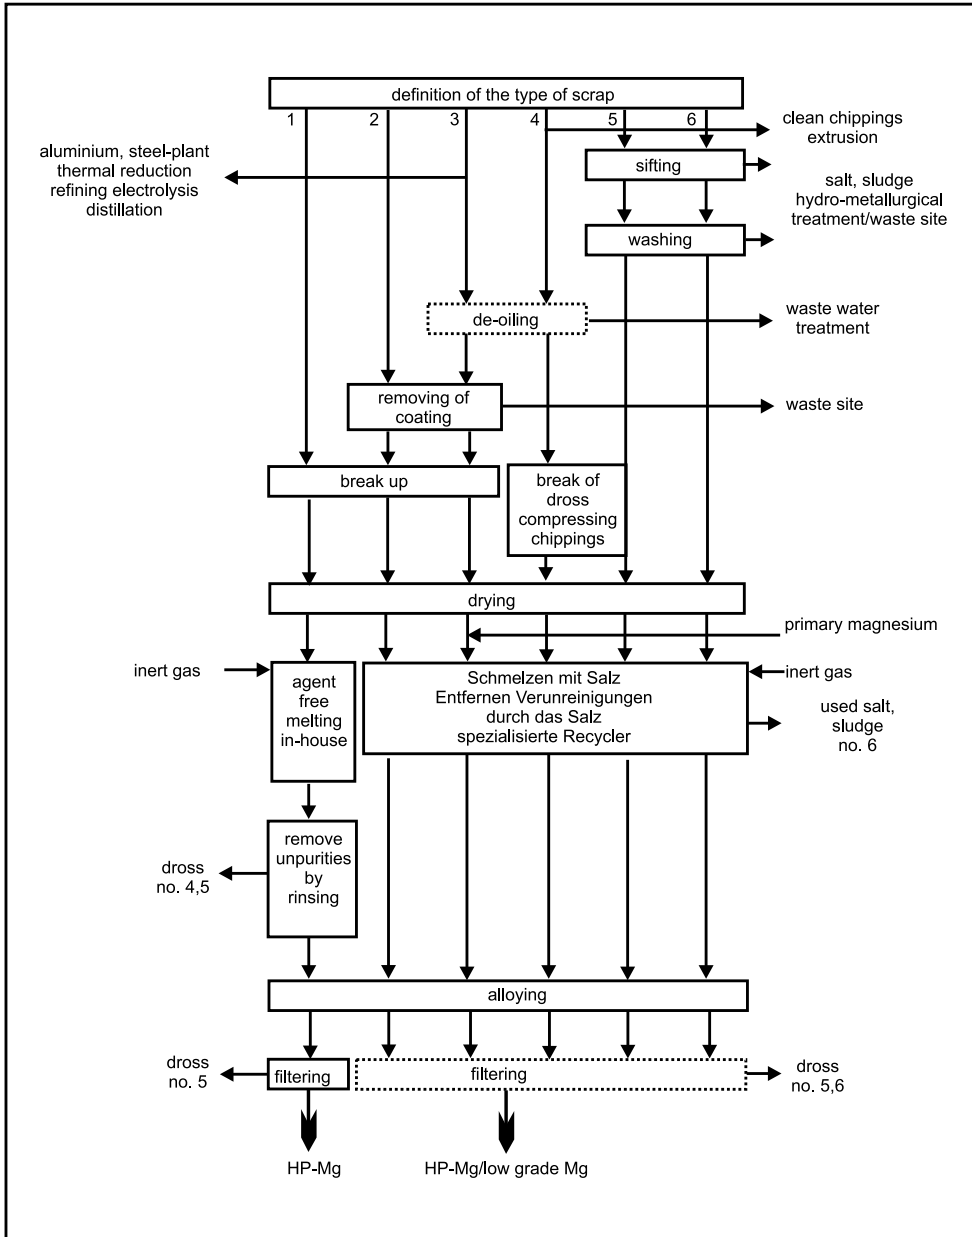 definition of the type of scrap
1
2
3
4
5
6
clean chippings
extrusion
aluminium, steel-plant
thermal reduction
refining electrolysis
distillation
sifting
salt, sludge
hydro-metallurgical
treatment/waste site
washing
de-oiling
waste water
treatment
removing of
coating
waste site
break up
break of
dross
compressing
chippings
drying
primary magnesium
inert gas
agent
free
melting
in-house
Schmelzen mit Salz
Entfernen Verunreinigungen
durch das Salz
spezialisierte Recycler
inert gas
used salt,
sludge
no. 6
remove
unpurities
by
rinsing
dross
no. 4,5
alloying
dross
no. 5
filtering
filtering
dross
no. 5,6
HP-Mg
HP-Mg/low grade Mg